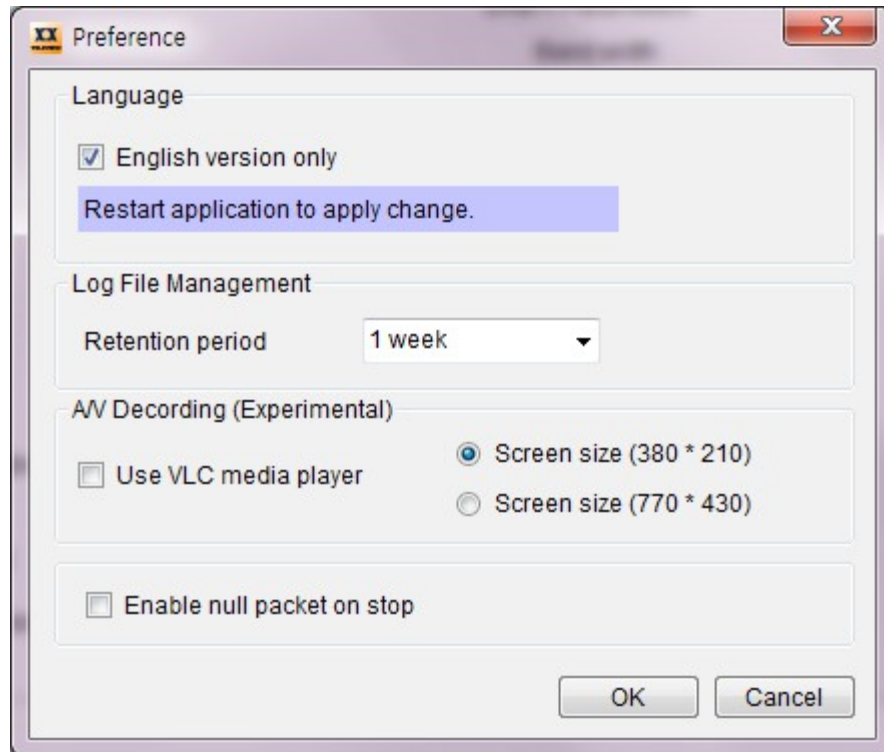 XX
Preference
Language
English version only
Restart application to apply change.
Log File Management
Retention period
1 week
A/V Decording (Experimental)
Use VLC media player
Screen size (380 * 210)
Screen size (770 * 430)
Enable null packet on stop
OK
Cancel